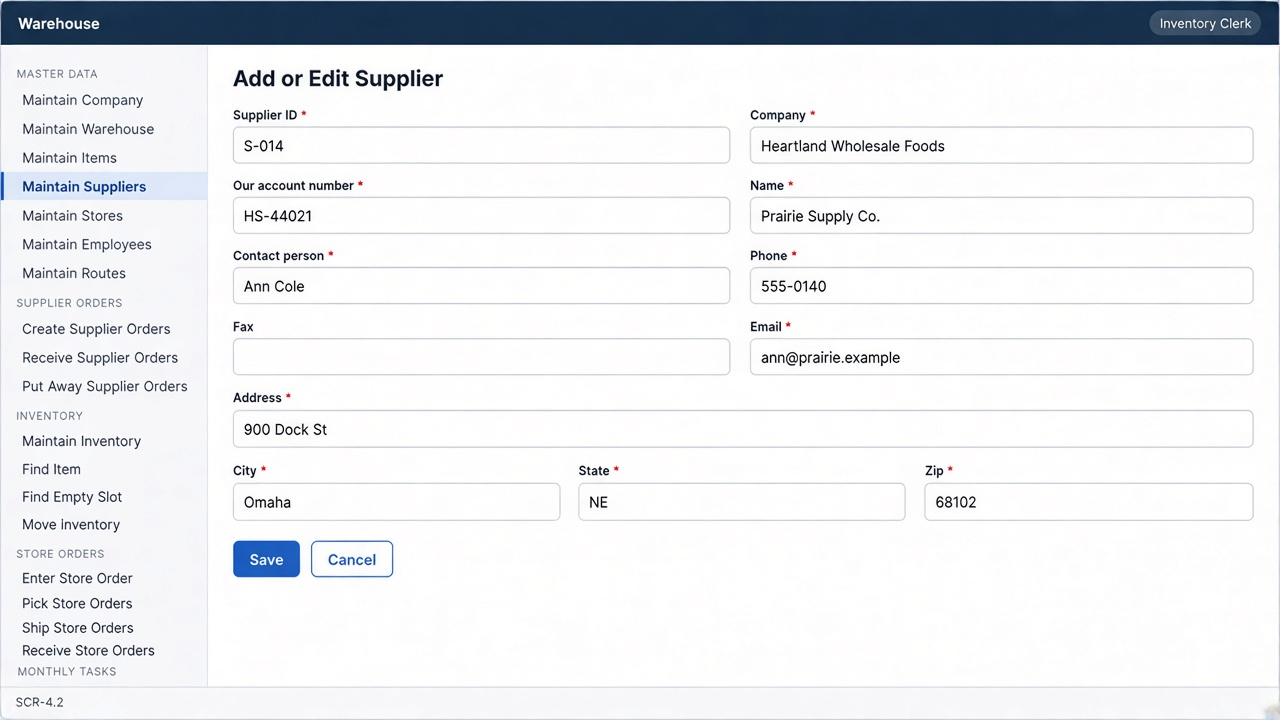 Warehouse
Inventory Clerk
MASTER DATA
Maintain Company
Maintain Warehouse
Maintain Items
Maintain Suppliers
Maintain Stores
Maintain Employees
Maintain Routes
SUPPLIER ORDERS
Create Supplier Orders
Receive Supplier Orders
Put Away Supplier Orders
INVENTORY
Maintain Inventory
Find Item
Find Empty Slot
Move Inventory
STORE ORDERS
Enter Store Order
Pick Store Orders
Ship Store Orders
Receive Store Orders
MONTHLY TASKS
Add or Edit Supplier
Supplier ID *
S-014
Company *
Heartland Wholesale Foods
Our account number *
HS-44021
Name *
Prairie Supply Co.
Contact person *
Ann Cole
Phone *
555-0140
Fax
Email *
ann@prairie.example
Address *
900 Dock St
City *
Omaha
State *
NE
Zip *
68102
Save
Cancel
SCR-4.2